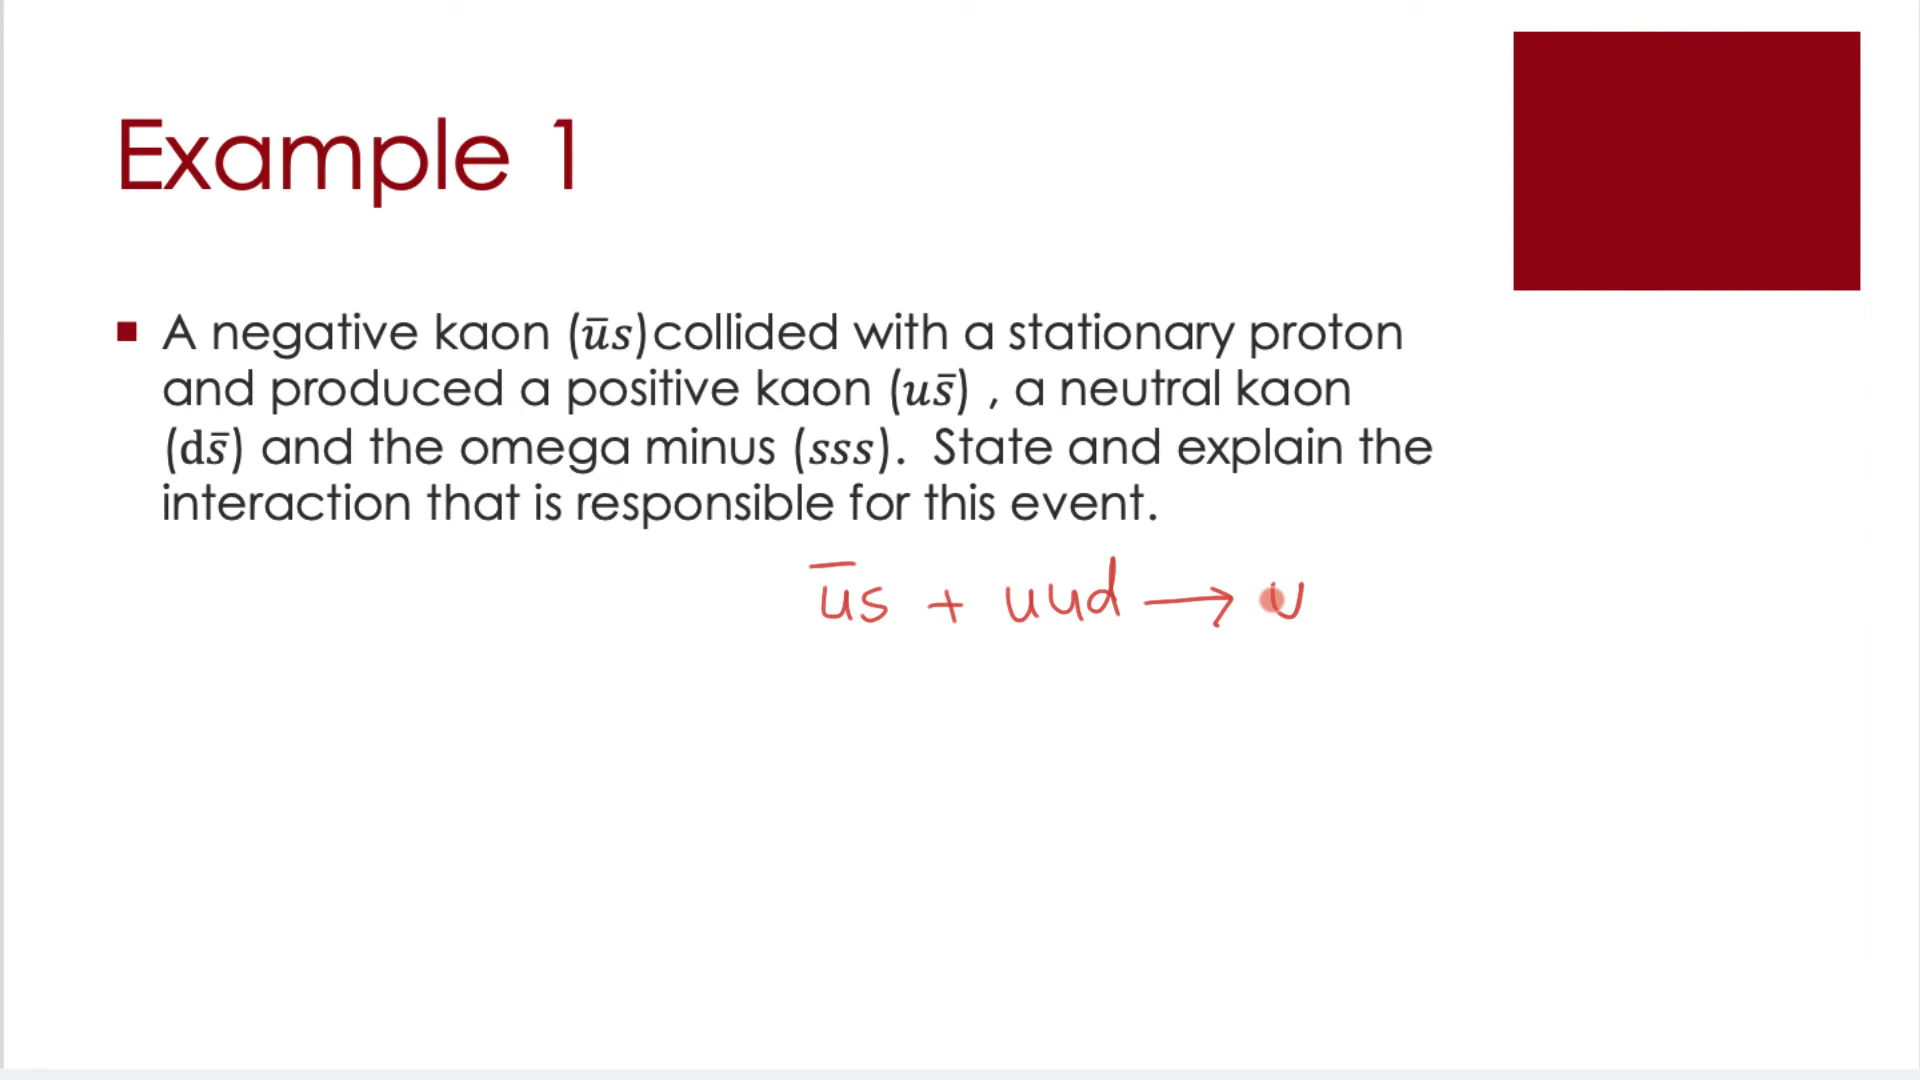 Example 1
A negative kaon (ūs)collided with a stationary proton
and produced a positive kaon (us̄) , a neutral kaon
(ds̄) and the omega minus (sss).  State and explain the
interaction that is responsible for this event.
ūs + uud → u